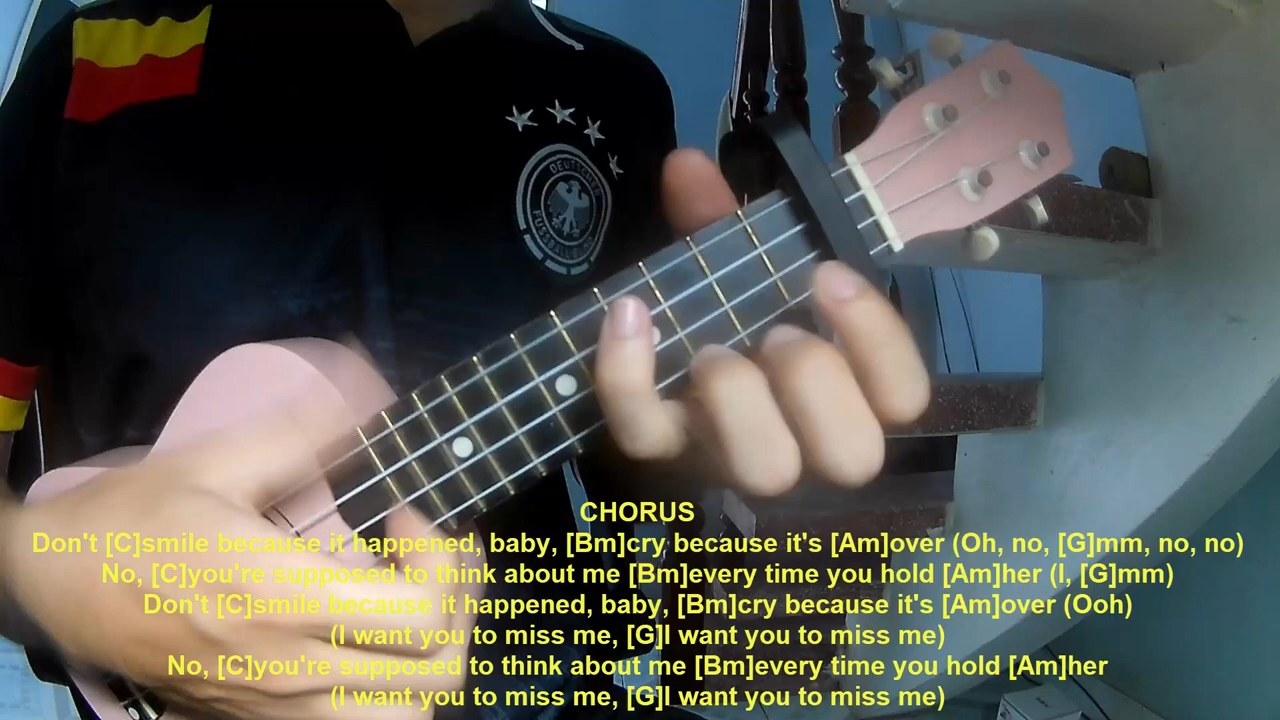 DEUTSCHER
FUSSBALL-BUND
CHORUS
Don't [C]smile because it happened, baby, [Bm]cry because it's [Am]over (Oh, no, [G]mm, no, no)
No, [C]you're supposed to think about me [Bm]every time you hold [Am]her (I, [G]mm)
Don't [C]smile because it happened, baby, [Bm]cry because it's [Am]over (Ooh)
(I want you to miss me, [G]I want you to miss me)
No, [C]you're supposed to think about me [Bm]every time you hold [Am]her
(I want you to miss me, [G]I want you to miss me)